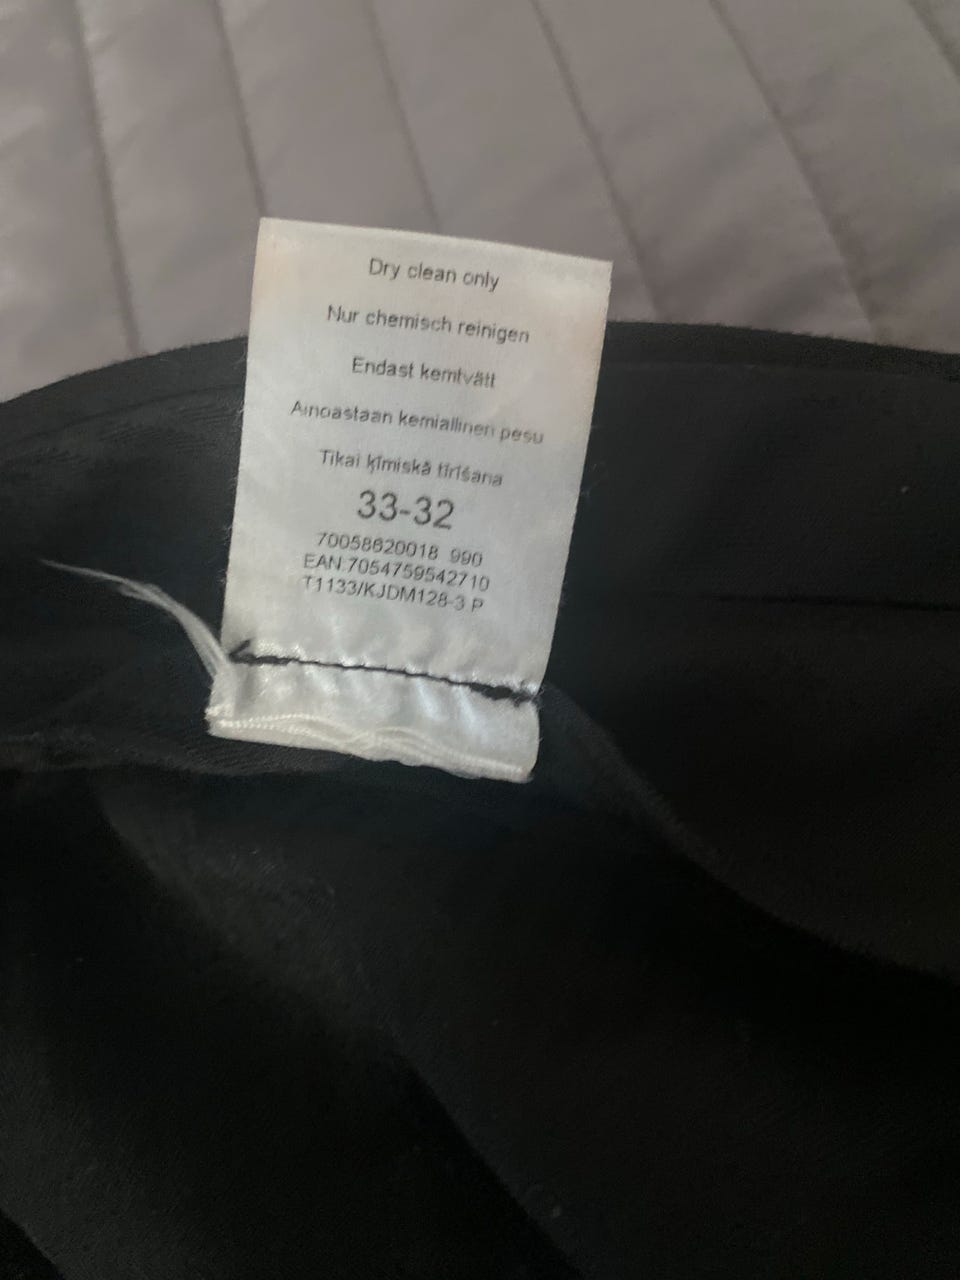 Dry clean only
Nur chemisch reinigen
Endast kemtvätt
Ainoastaan kemiallinen pesu
Tikai ķīmiskā tīrīšana
33-32
70058620018 990
EAN:7054759542710
T1133/KJDM128-3 P